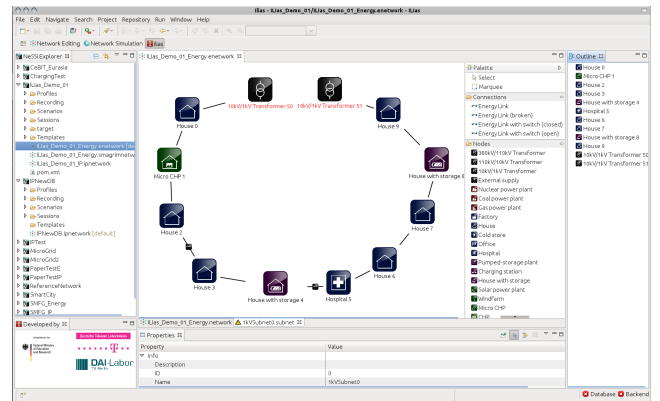 Ilias - ILias_Demo_01/ILias_Demo_01_Energy.enetwork - ILias
File Edit Navigate Search Project Repository Run Window Help
Network Editing Network Simulation Ilias
NeSSi Explorer
CeBIT_Eurasia
ChargingTest
ILias_Demo_01
Profiles
Recording
Scenarios
Sessions
target
Templates
ILias_Demo_01_Energy.enetwork [de
ILias_Demo_01_Energy.smagrimnetw
ILias_Demo_01_IP.ipnetwork
pom.xml
IPNewDB
Profiles
Recording
Scenarios
Sessions
Templates
IPNewDB.ipnetwork [default]
IPTest
MicroGrid
MicroGrid2
PaperTestE
PaperTestIP
ReferenceNetwork
SmartCity
SMFG_Energy
SMFG_IP
Developed by
Deutsche Telekom Laboratories
DAI-Labor
TU Berlin
ILias_Demo_01_Energy.enetwork
10kV/1kV Transformer 50
10kV/1kV Transformer 51
House 0
House 9
Micro CHP 1
House with storage 8
House 2
House 7
House 3
House 6
House with storage 4
Hospital 5
Palette
Select
Marquee
Connections
Energy Link
Energy Link (broken)
Energy Link with switch (closed)
Energy Link with switch (open)
Nodes
380kV/110kV Transformer
110kV/10kV Transformer
10kV/1kV Transformer
External supply
Nuclear power plant
Coal power plant
Gas power plant
Factory
House
Cold store
Office
Hospital
Pumped-storage plant
Charging station
House with storage
Solar power plant
Windfarm
Micro CHP
CHP
ILias_Demo_01_Energy.network 1kVSubnet0.subnet
Properties
Property Value
Info
Description
ID 0
Name 1kVSubnet0
Outline
House 0
Micro CHP 1
House 2
House 3
House with storage 4
Hospital 5
House 6
House 7
House with storage 8
House 9
10kV/1kV Transformer 50
10kV/1kV Transformer 51
Database Backend